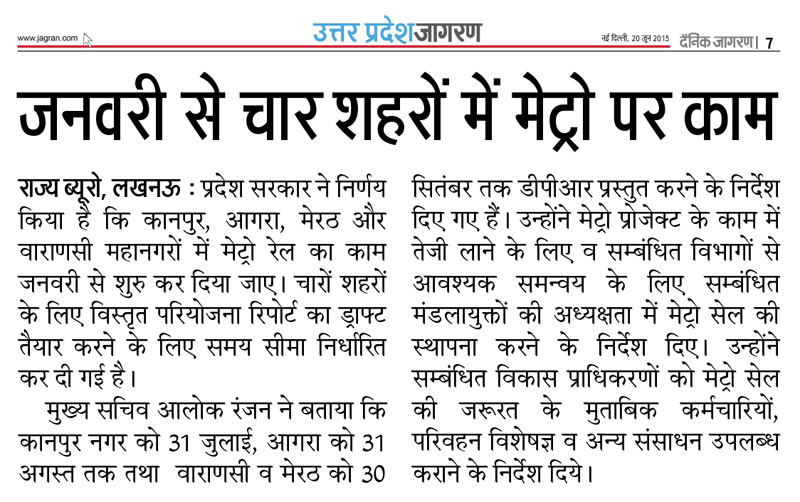 www.jagran.com
उत्तर प्रदेश जागरण
नई दिल्ली, 20 जून 2015
दैनिक जागरण | 7
जनवरी से चार शहरों में मेट्रो पर काम
राज्य ब्यूरो, लखनऊ : प्रदेश सरकार ने निर्णय
किया है कि कानपुर, आगरा, मेरठ और
वाराणसी महानगरों में मेट्रो रेल का काम
जनवरी से शुरु कर दिया जाए। चारों शहरों
के लिए विस्तृत परियोजना रिपोर्ट का ड्राफ्ट
तैयार करने के लिए समय सीमा निर्धारित
कर दी गई है।
मुख्य सचिव आलोक रंजन ने बताया कि
कानपुर नगर को 31 जुलाई, आगरा को 31
अगस्त तक तथा वाराणसी व मेरठ को 30
सितंबर तक डीपीआर प्रस्तुत करने के निर्देश
दिए गए हैं। उन्होंने मेट्रो प्रोजेक्ट के काम में
तेजी लाने के लिए व सम्बंधित विभागों से
आवश्यक समन्वय के लिए सम्बंधित
मंडलायुक्तों की अध्यक्षता में मेट्रो सेल की
स्थापना करने के निर्देश दिए। उन्होंने
सम्बंधित विकास प्राधिकरणों को मेट्रो सेल
की जरूरत के मुताबिक कर्मचारियों,
परिवहन विशेषज्ञ व अन्य संसाधन उपलब्ध
कराने के निर्देश दिये।